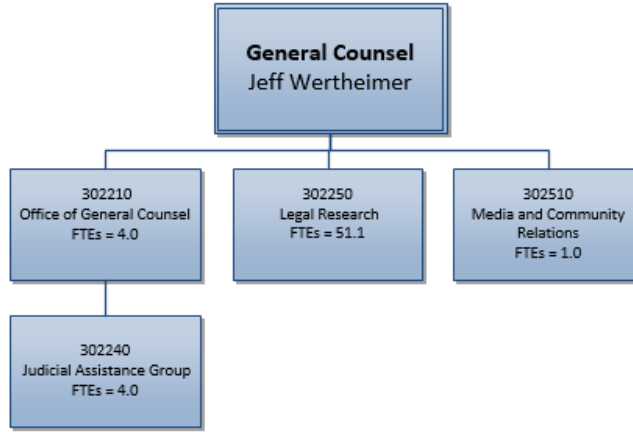 General Counsel
Jeff Wertheimer
302210
Office of General Counsel
FTEs = 4.0
302250
Legal Research
FTEs = 51.1
302510
Media and Community
Relations
FTEs = 1.0
302240
Judicial Assistance Group
FTEs = 4.0